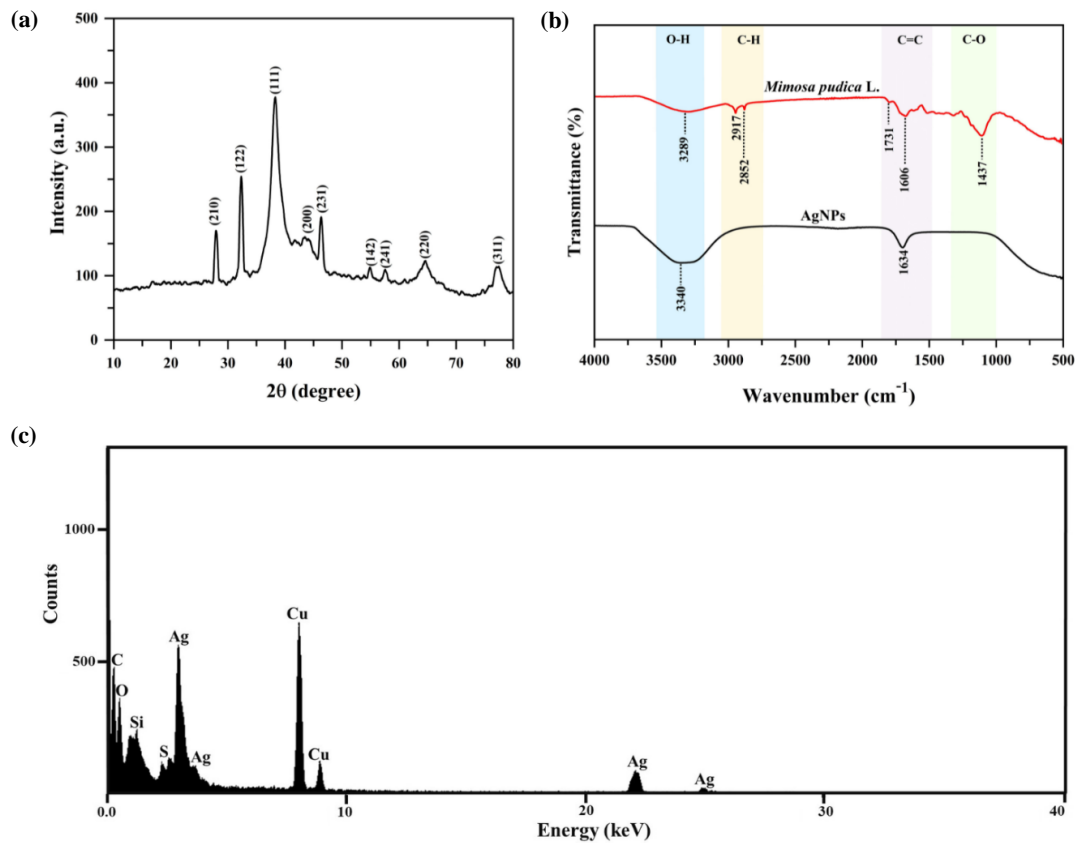 (a)
500
400
300
200
100
0
Intensity (a.u.)
(210)
(122)
(111)
(200)
(231)
(142)
(241)
(220)
(311)
10 20 30 40 50 60 70 80
2θ (degree)
(b)
O-H C-H C=C C-O
Mimosa pudica L.
3289
2917
2852
1731
1606
1437
AgNPs
3340
1634
Transmittance (%)
4000 3500 3000 2500 2000 1500 1000 500
Wavenumber (cm-1)
(c)
1000
500
Counts
C
O
Si
S
Ag
Ag
Cu
Cu
Ag
Ag
0.0 10 20 30 40
Energy (keV)